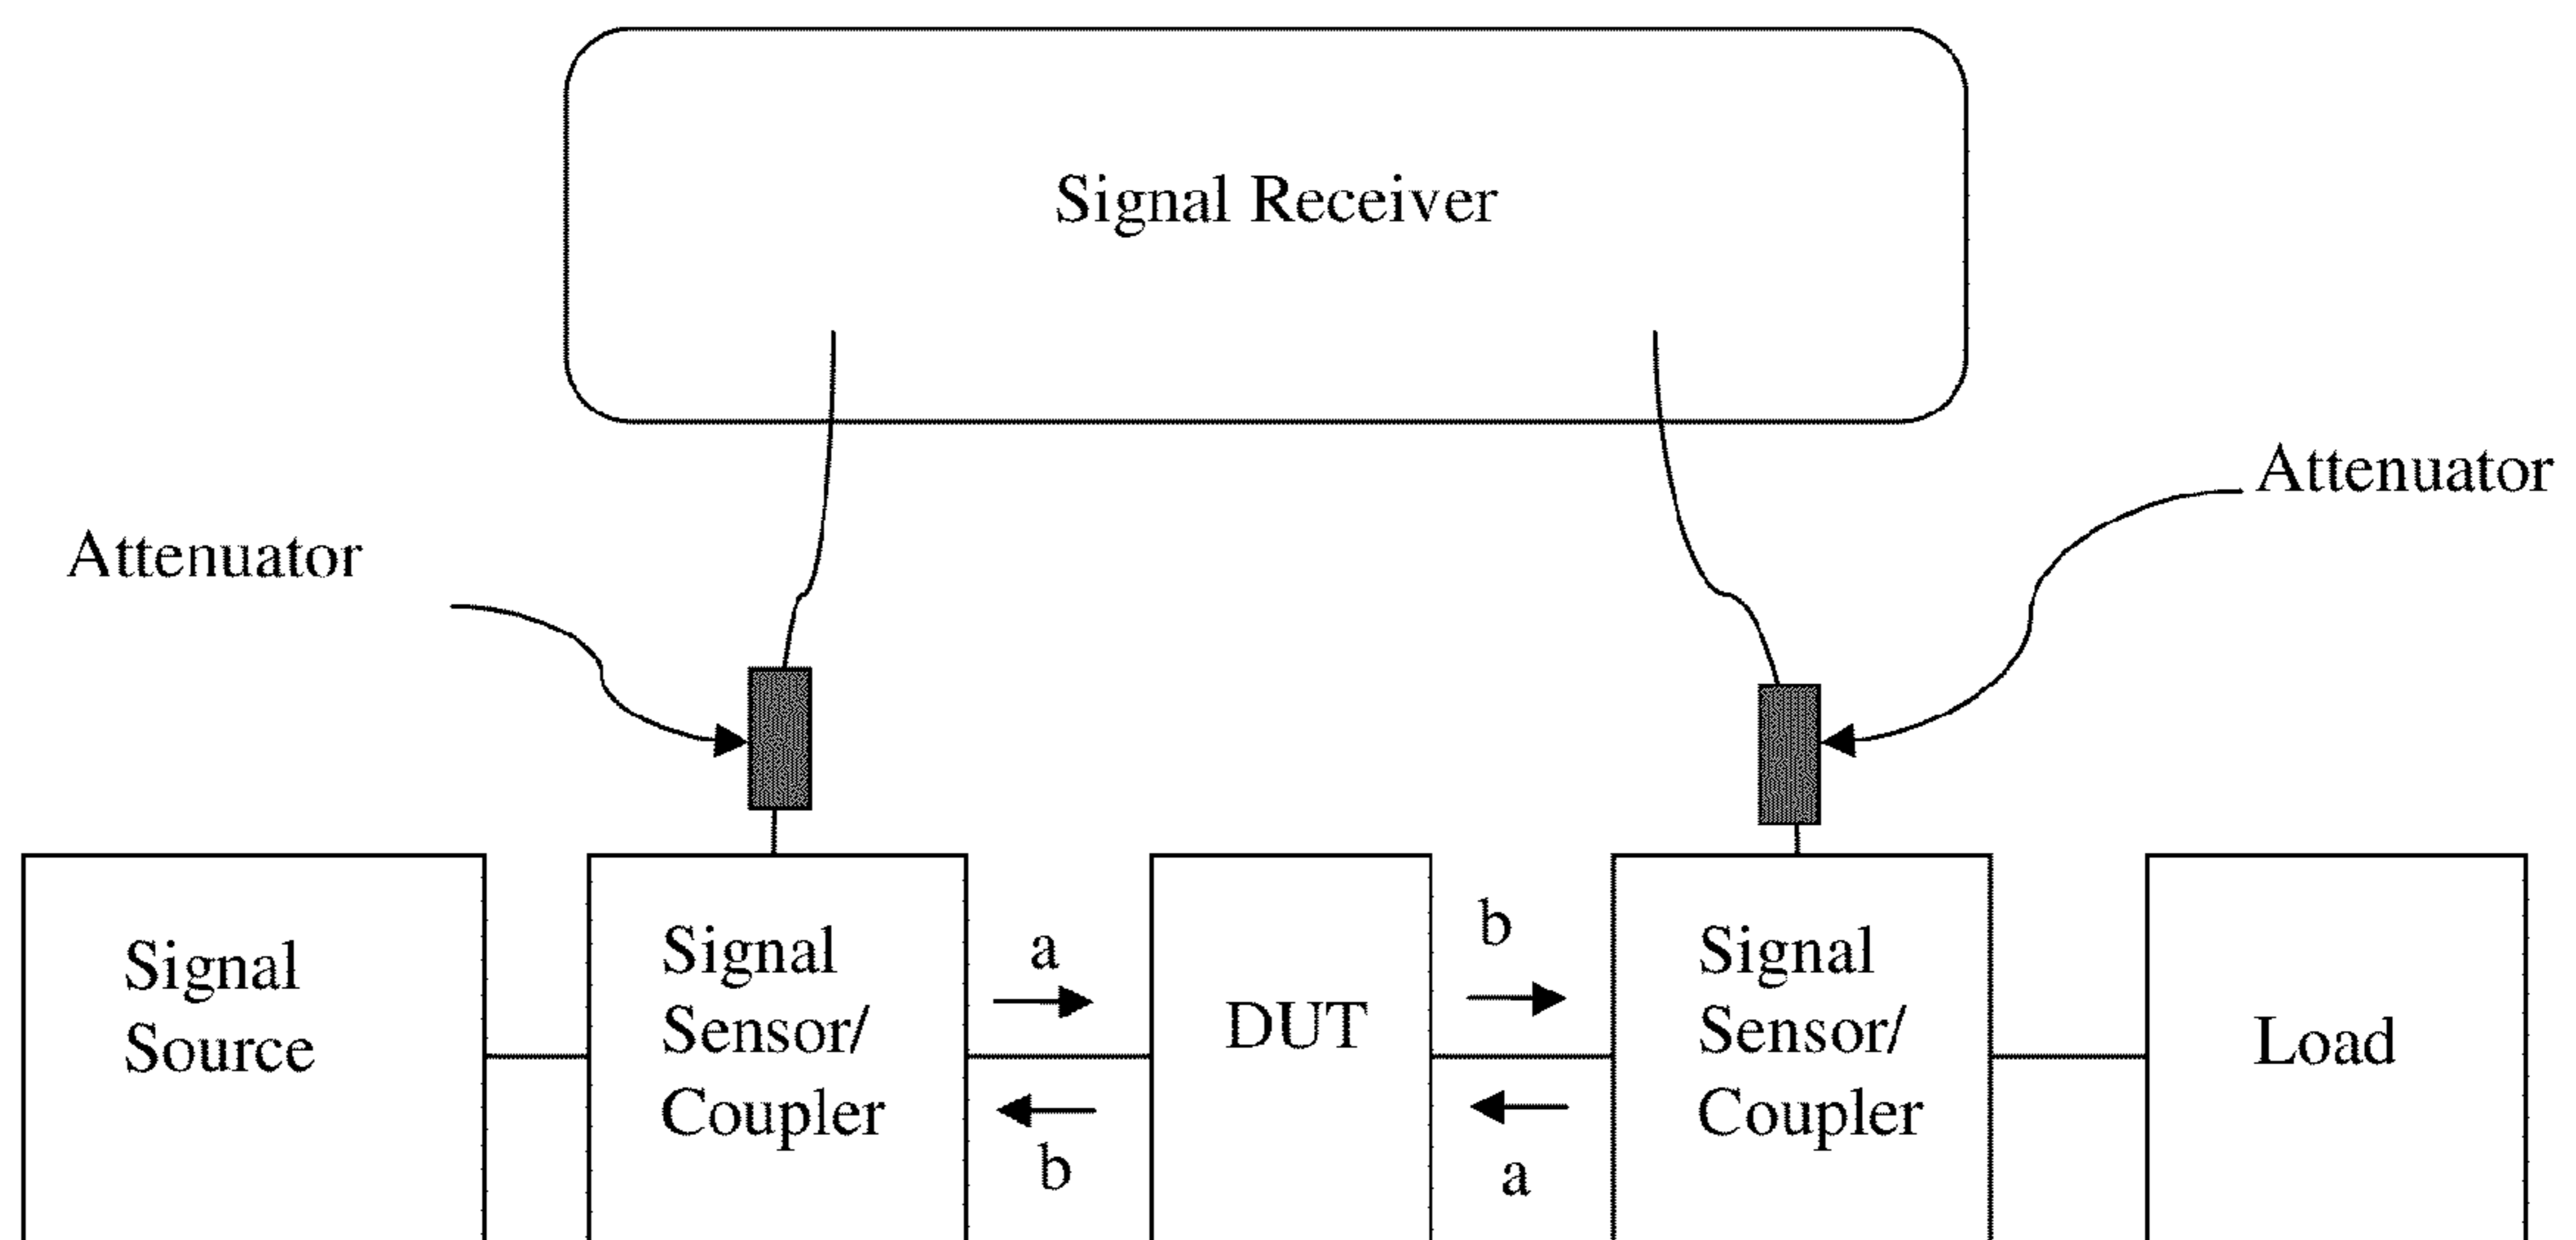 Signal Receiver
Attenuator
Attenuator
Signal
Source
Signal
Sensor/
Coupler
a
b
DUT
b
a
Signal
Sensor/
Coupler
Load